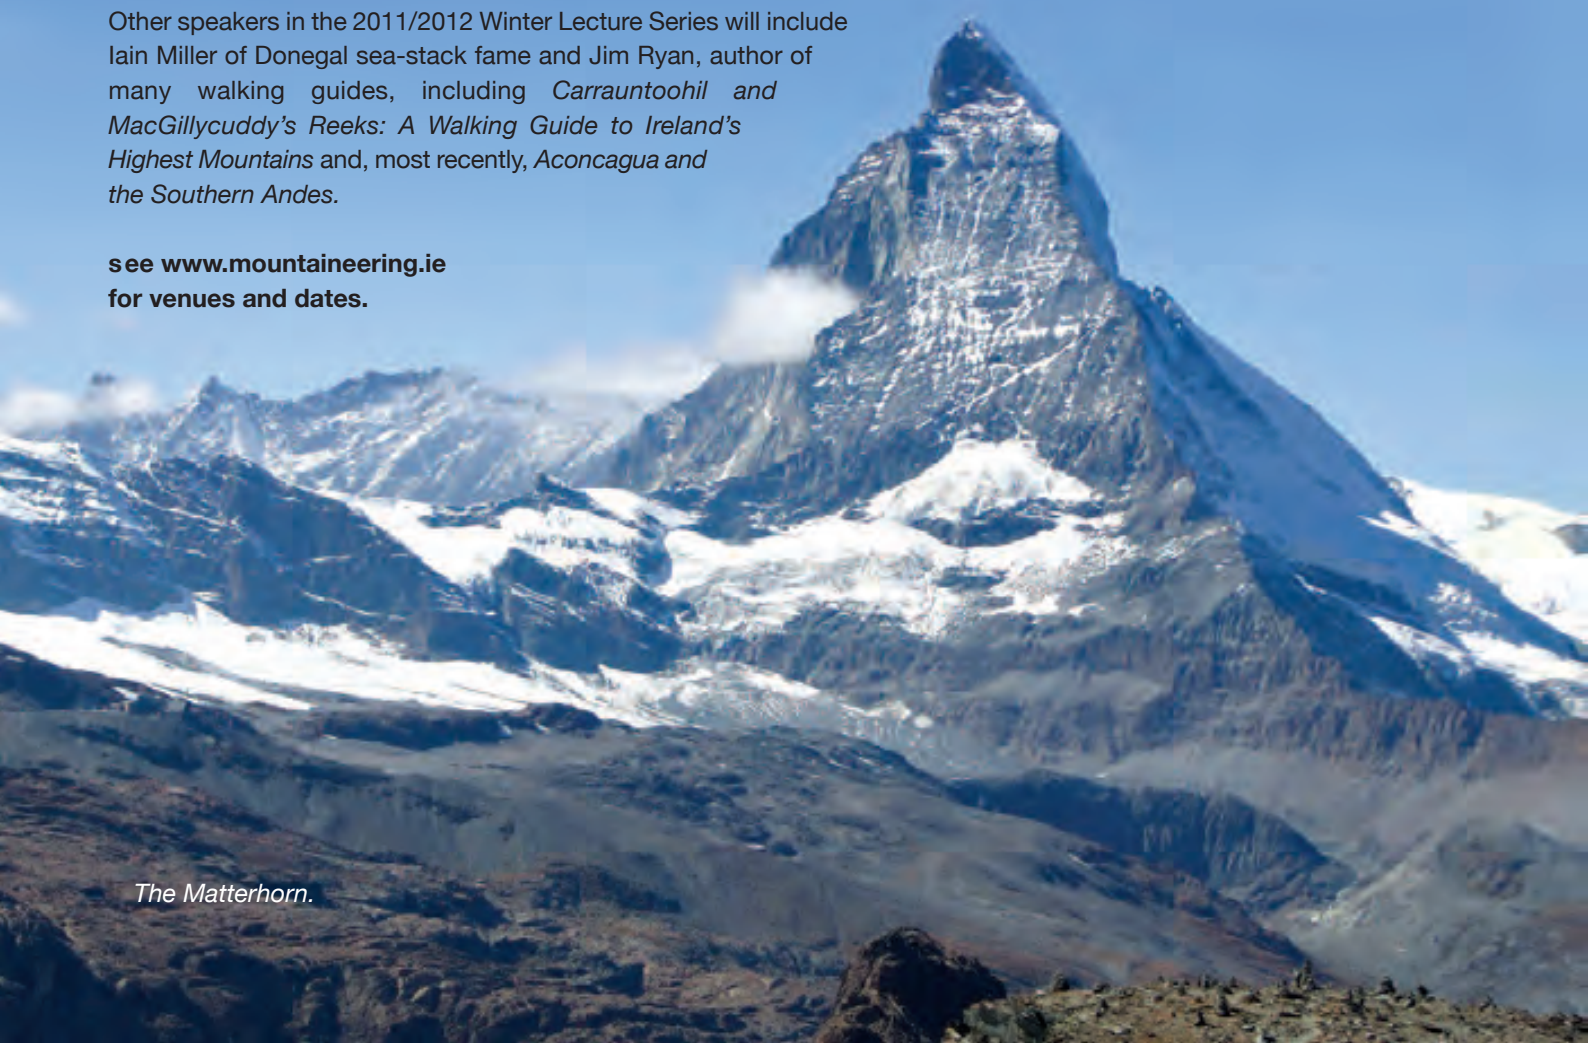 Other speakers in the 2011/2012 Winter Lecture Series will include
Iain Miller of Donegal sea-stack fame and Jim Ryan, author of
many walking guides, including Carrauntoohil and
MacGillycuddy's Reeks: A Walking Guide to Ireland's
Highest Mountains and, most recently, Aconcagua and
the Southern Andes.
see www.mountaineering.ie
for venues and dates.
The Matterhorn.